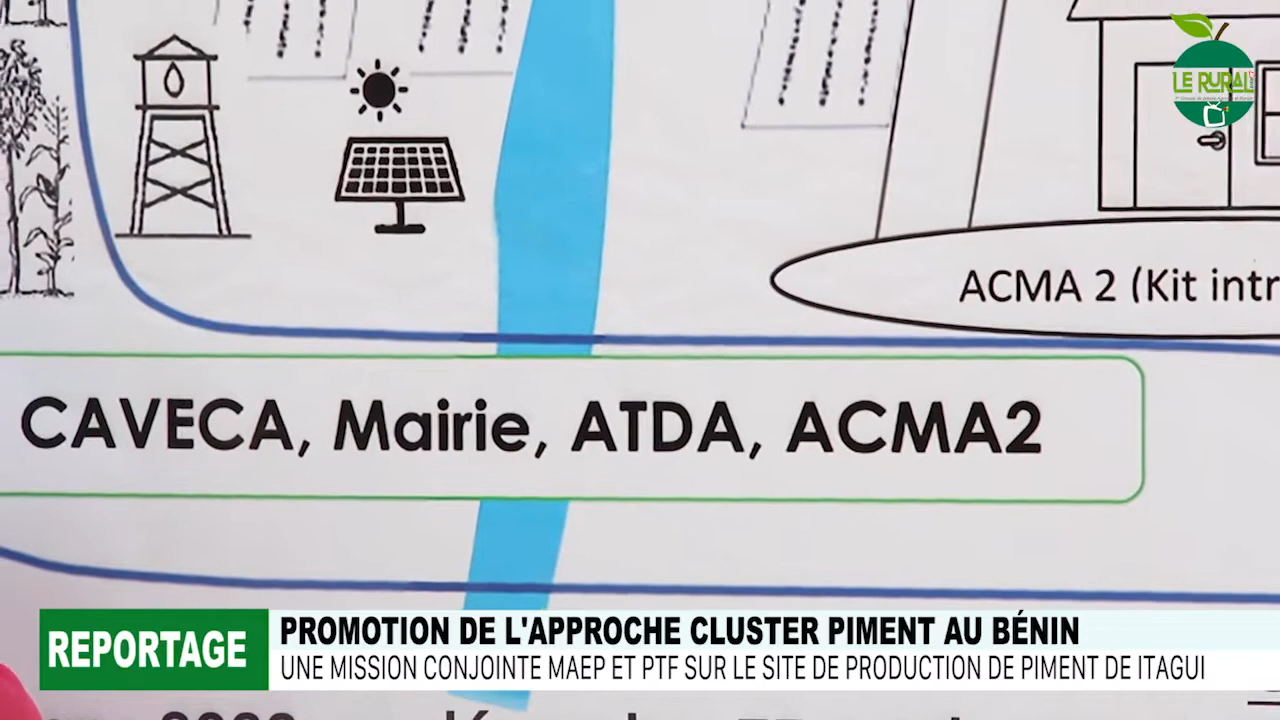 LE RURAL
ACMA 2 (Kit intr
CAVECA, Mairie, ATDA, ACMA2
REPORTAGE
PROMOTION DE L'APPROCHE CLUSTER PIMENT AU BÉNIN
UNE MISSION CONJOINTE MAEP ET PTF SUR LE SITE DE PRODUCTION DE PIMENT DE ITAGUI